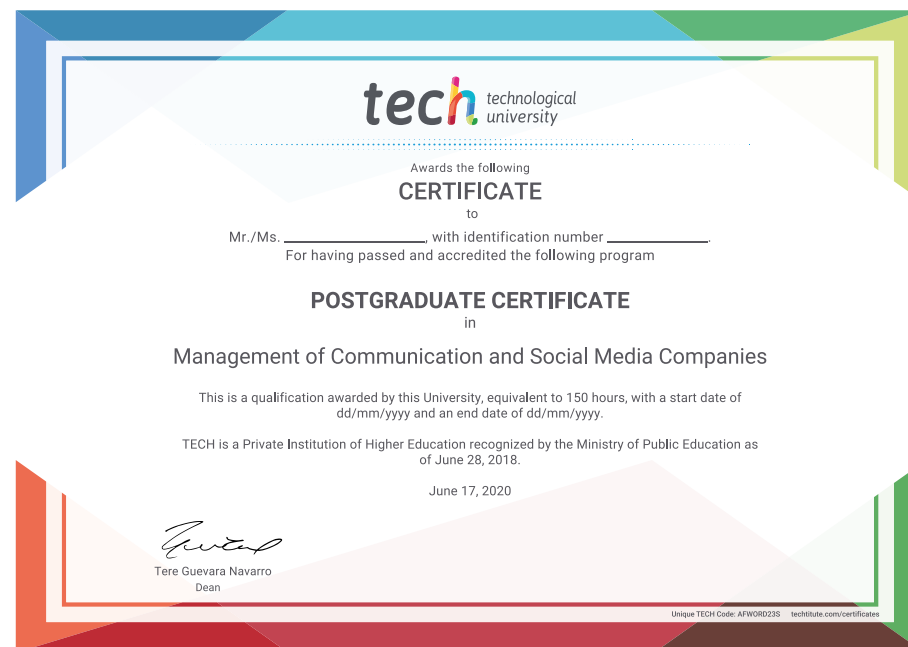 tech technological
university
Awards the following
CERTIFICATE
to
Mr./Ms. ____________, with identification number ____________.
For having passed and accredited the following program
POSTGRADUATE CERTIFICATE
in
Management of Communication and Social Media Companies
This is a qualification awarded by this University, equivalent to 150 hours, with a start date of
dd/mm/yyyy and an end date of dd/mm/yyyy.
TECH is a Private Institution of Higher Education recognized by the Ministry of Public Education as
of June 28, 2018.
June 17, 2020
Tere Guevara Navarro
Dean
Unique TECH Code: AFWORD23S techtitute.com/certificates